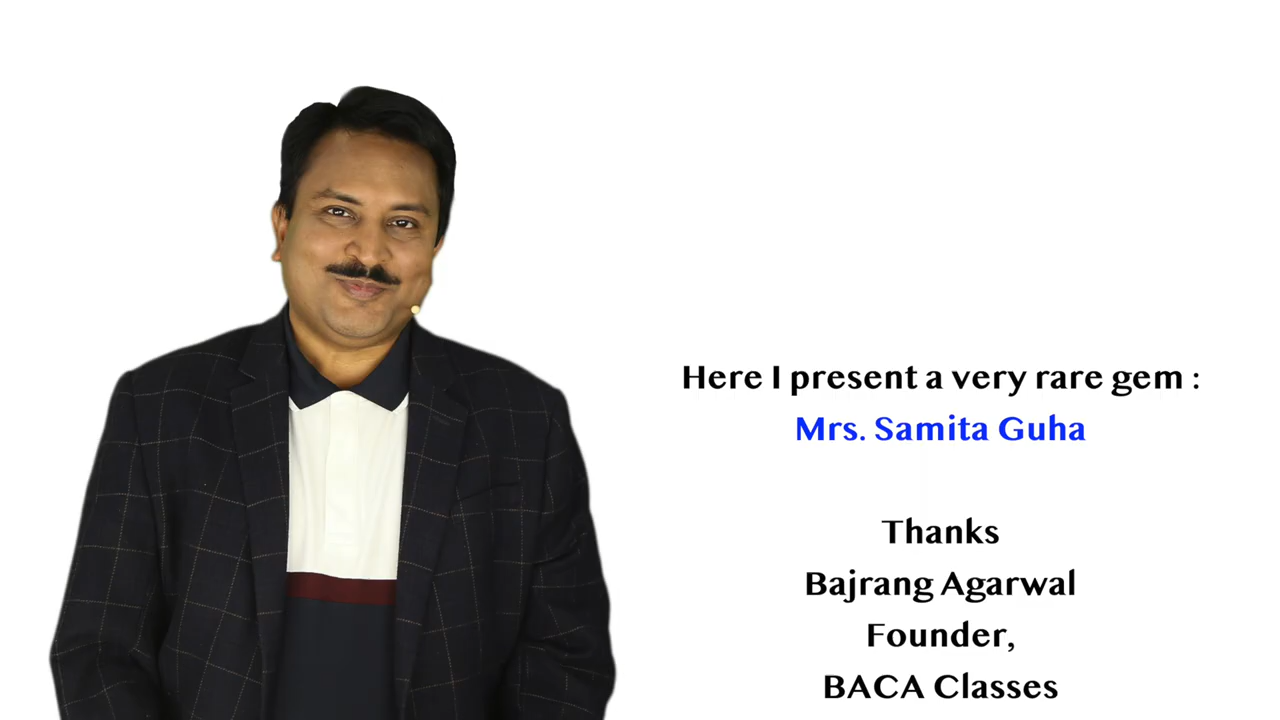 Here I present a very rare gem :
Mrs. Samita Guha
Thanks
Bajrang Agarwal
Founder,
BACA Classes